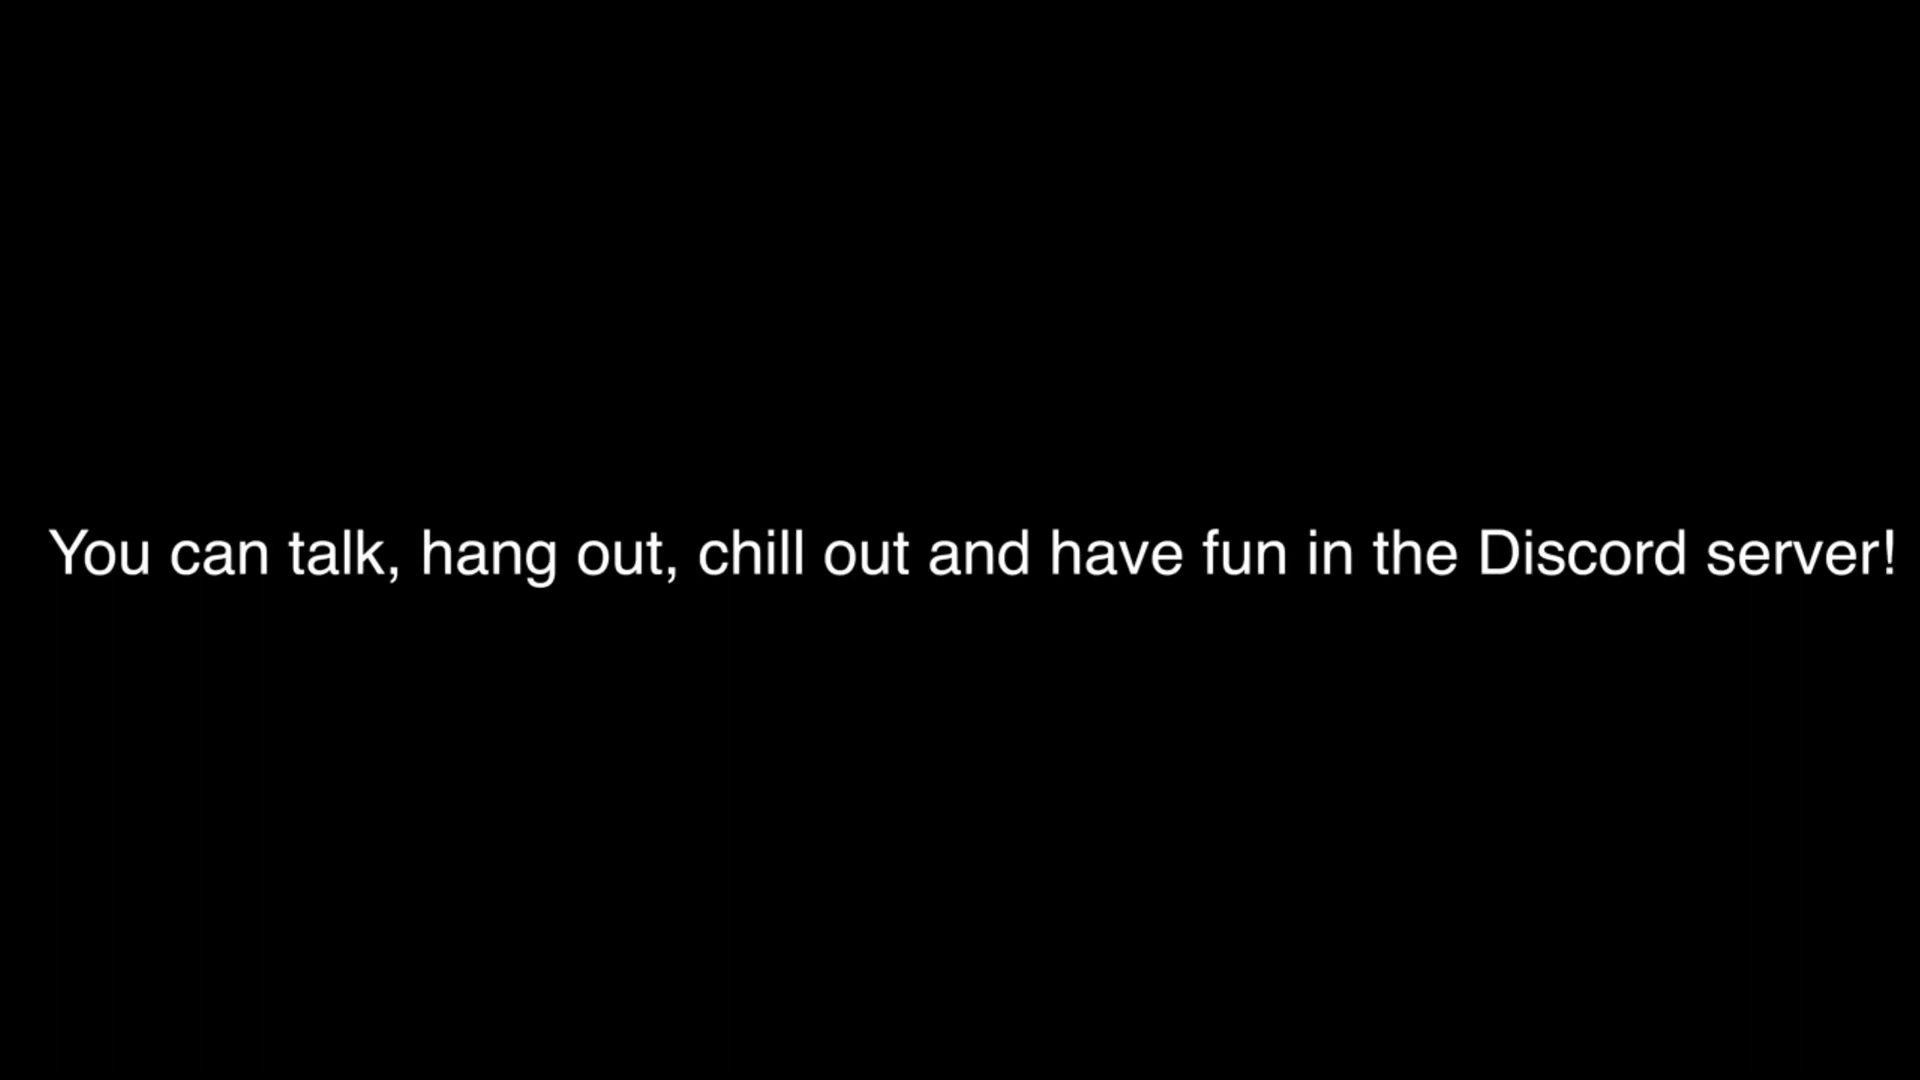 You can talk, hang out, chill out and have fun in the Discord server!